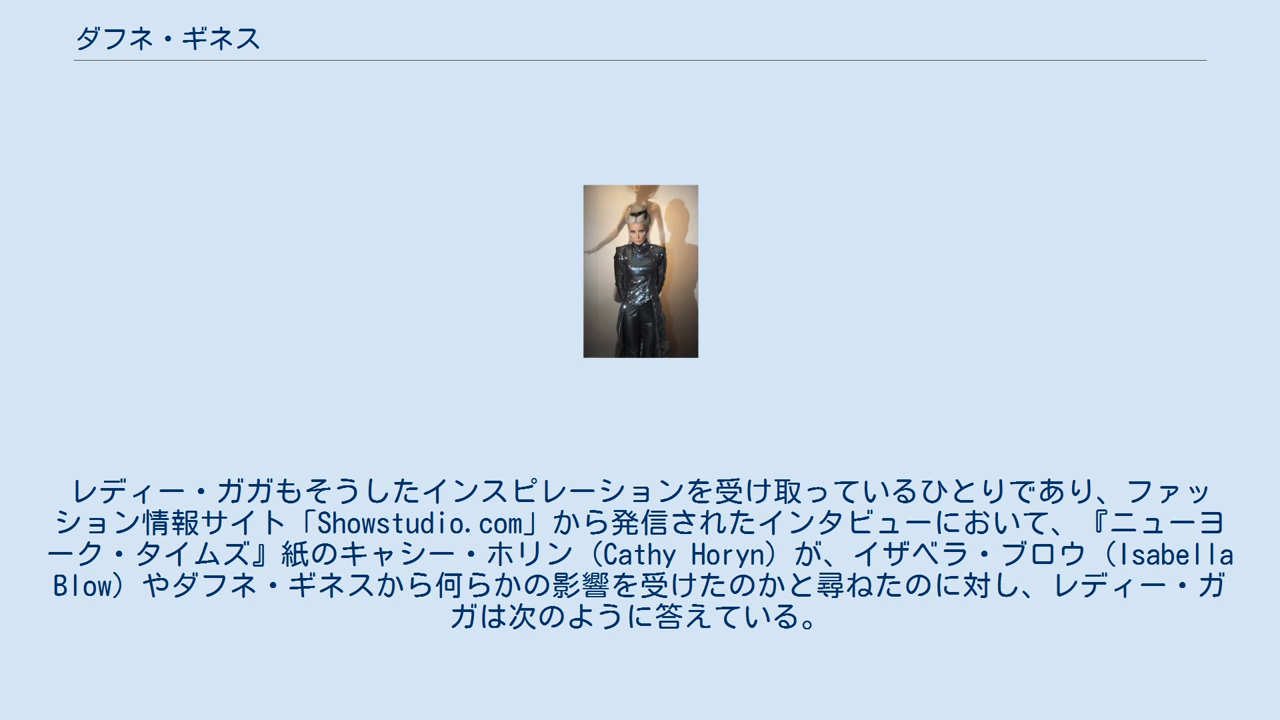 ダフネ・ギネス
レディー・ガガもそうしたインスピレーションを受け取っているひとりであり、ファッ
ション情報サイト「Showstudio.com」から発信されたインタビューにおいて、『ニューヨ
ーク・タイムズ』紙のキャシー・ホリン（Cathy Horyn）が、イザベラ・ブロウ（Isabella
Blow）やダフネ・ギネスから何らかの影響を受けたのかと尋ねたのに対し、レディー・ガ
ガは次のように答えている。